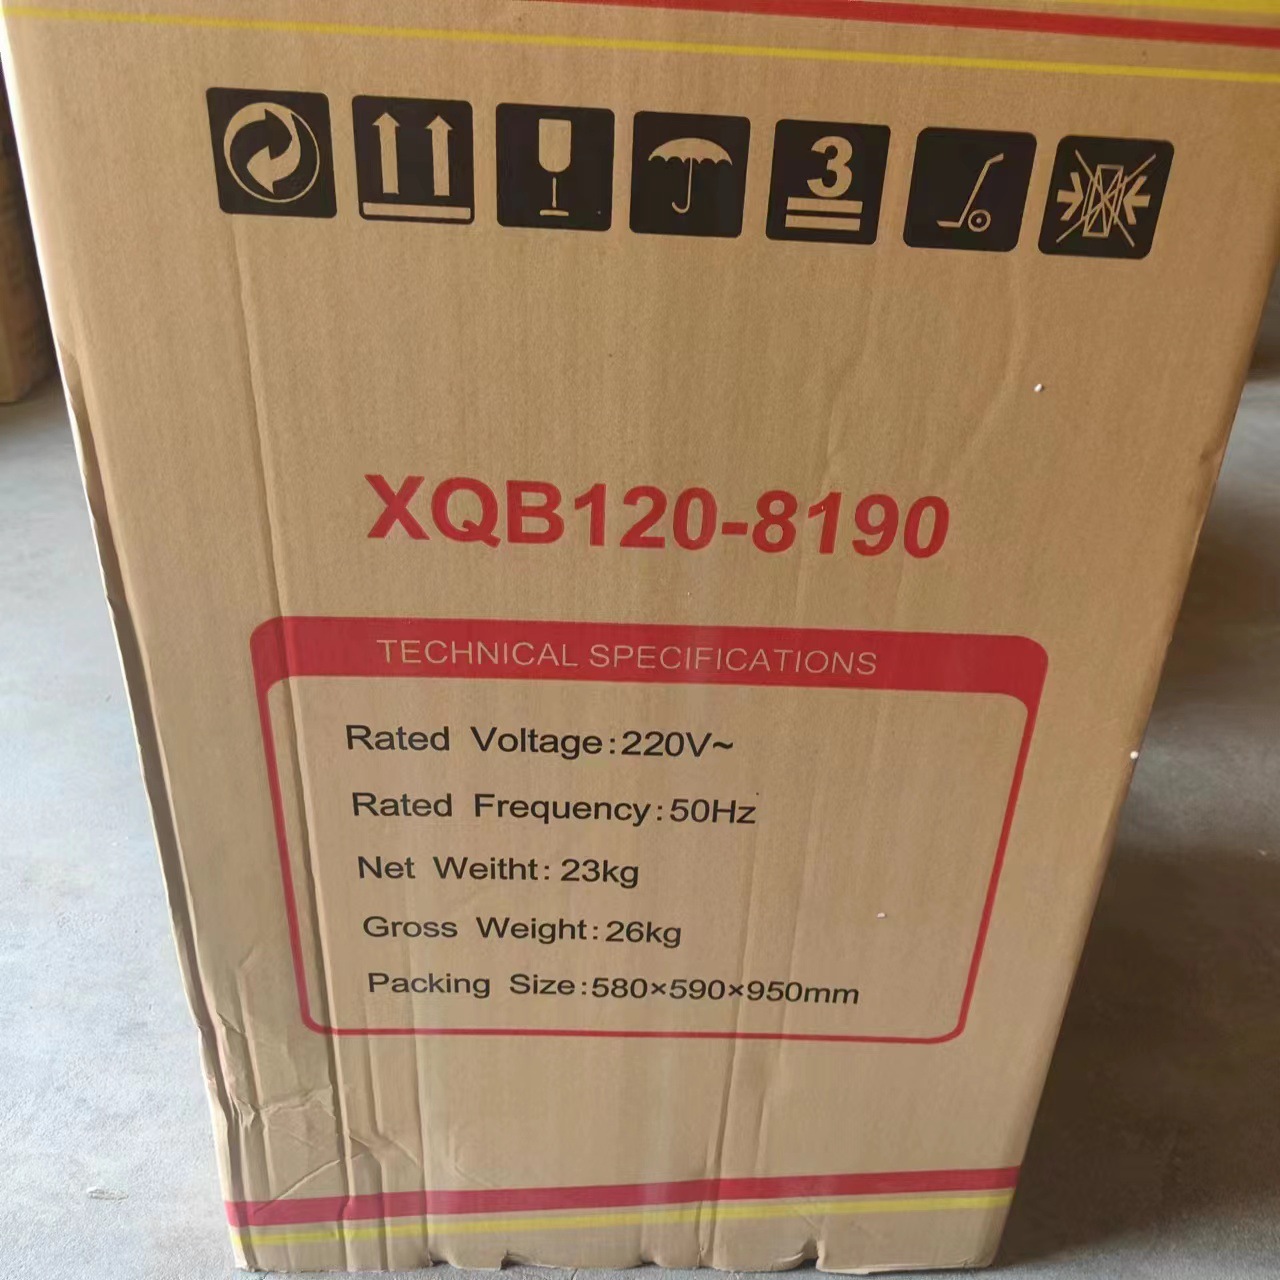 3
XQB120-8190
TECHNICAL SPECIFICATIONS
Rated Voltage:220V~
Rated Frequency:50Hz
Net Weitht: 23kg
Gross Weight:26kg
Packing Size:580×590×950mm